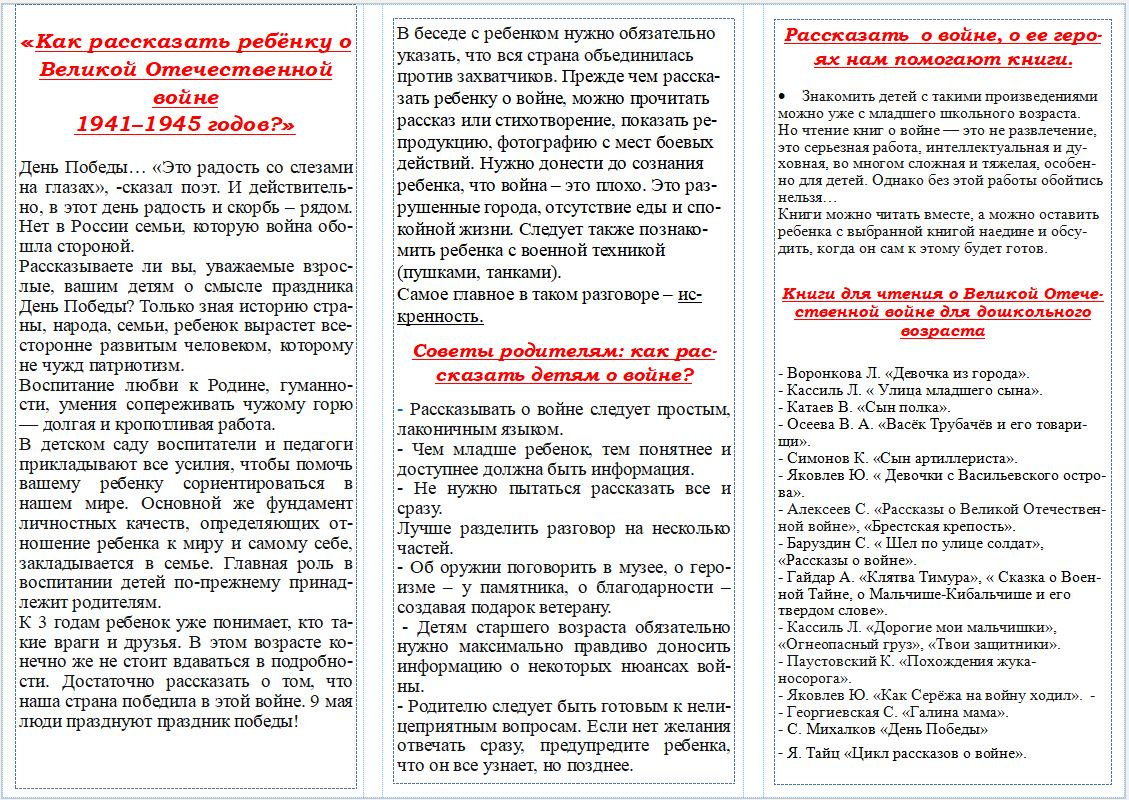 «Как рассказать ребёнку о
Великой Отечественной
войне
1941–1945 годов?»
День Победы… «Это радость со слезами
на глазах», -сказал поэт. И действитель-
но, в этот день радость и скорбь – рядом.
Нет в России семьи, которую война обо-
шла стороной.
Рассказываете ли вы, уважаемые взрос-
лые, вашим детям о смысле праздника
День Победы? Только зная историю стра-
ны, народа, семьи, ребенок вырастет все-
сторонне развитым человеком, которому
не чужд патриотизм.
Воспитание любви к Родине, гуманно-
сти, умения сопереживать чужому горю
— долгая и кропотливая работа.
В детском саду воспитатели и педагоги
прикладывают все усилия, чтобы помочь
вашему ребенку сориентироваться в
нашем мире. Основной же фундамент
личностных качеств, определяющих от-
ношение ребенка к миру и самому себе,
закладывается в семье. Главная роль в
воспитании детей по-прежнему принад-
лежит родителям.
К 3 годам ребенок уже понимает, кто та-
кие враги и друзья. В этом возрасте ко-
нечно же не стоит вдаваться в подробно-
сти. Достаточно рассказать о том, что
наша страна победила в этой войне. 9 мая
люди празднуют праздник победы!
В беседе с ребенком нужно обязательно
указать, что вся страна объединилась
против захватчиков. Прежде чем расска-
зать ребенку о войне, можно прочитать
рассказ или стихотворение, показать ре-
продукцию, фотографию с мест боевых
действий. Нужно донести до сознания
ребенка, что война – это плохо. Это раз-
рушенные города, отсутствие еды и спо-
койной жизни. Следует также познако-
мить ребенка с военной техникой
(пушками, танками).
Самое главное в таком разговоре – ис-
кренность.
Советы родителям: как рас-
сказать детям о войне?
- Рассказывать о войне следует простым,
лаконичным языком.
- Чем младше ребенок, тем понятнее и
доступнее должна быть информация.
- Не нужно пытаться рассказать все и
сразу.
Лучше разделить разговор на несколько
частей.
- Об оружии поговорить в музее, о геро-
изме – у памятника, о благодарности –
создавая подарок ветерану.
- Детям старшего возраста обязательно
нужно максимально правдиво доносить
информацию о некоторых нюансах вой-
ны.
- Родителю следует быть готовым к нели-
цеприятным вопросам. Если нет желания
отвечать сразу, предупредите ребенка,
что он все узнает, но позднее.
Рассказать о войне, о ее геро-
ях нам помогают книги.
• Знакомить детей с такими произведениями
можно уже с младшего школьного возраста.
Но чтение книг о войне — это не развлечение,
это серьезная работа, интеллектуальная и ду-
ховная, во многом сложная и тяжелая, особен-
но для детей. Однако без этой работы обойтись
нельзя…
Книги можно читать вместе, а можно оставить
ребенка с выбранной книгой наедине и обсу-
дить, когда он сам к этому будет готов.
Книги для чтения о Великой Отече-
ственной войне для дошкольного
возраста
- Воронкова Л. «Девочка из города».
- Кассиль Л. « Улица младшего сына».
- Катаев В. «Сын полка».
- Осеева В. А. «Васёк Трубачёв и его товари-
щи».
- Симонов К. «Сын артиллериста».
- Яковлев Ю. « Девочки с Васильевского остро-
ва».
- Алексеев С. «Рассказы о Великой Отечествен-
ной войне», «Брестская крепость».
- Баруздин С. « Шел по улице солдат»,
«Рассказы о войне».
- Гайдар А. «Клятва Тимура», « Сказка о Воен-
ной Тайне, о Мальчише-Кибальчише и его
твердом слове».
- Кассиль Л. «Дорогие мои мальчишки»,
«Огнеопасный груз», «Твои защитники».
- Паустовский К. «Похождения жука-
носорога».
- Яковлев Ю. «Как Серёжа на войну ходил». -
- Георгиевская С. «Галина мама».
- С. Михалков «День Победы»
- Я. Тайц «Цикл рассказов о войне».